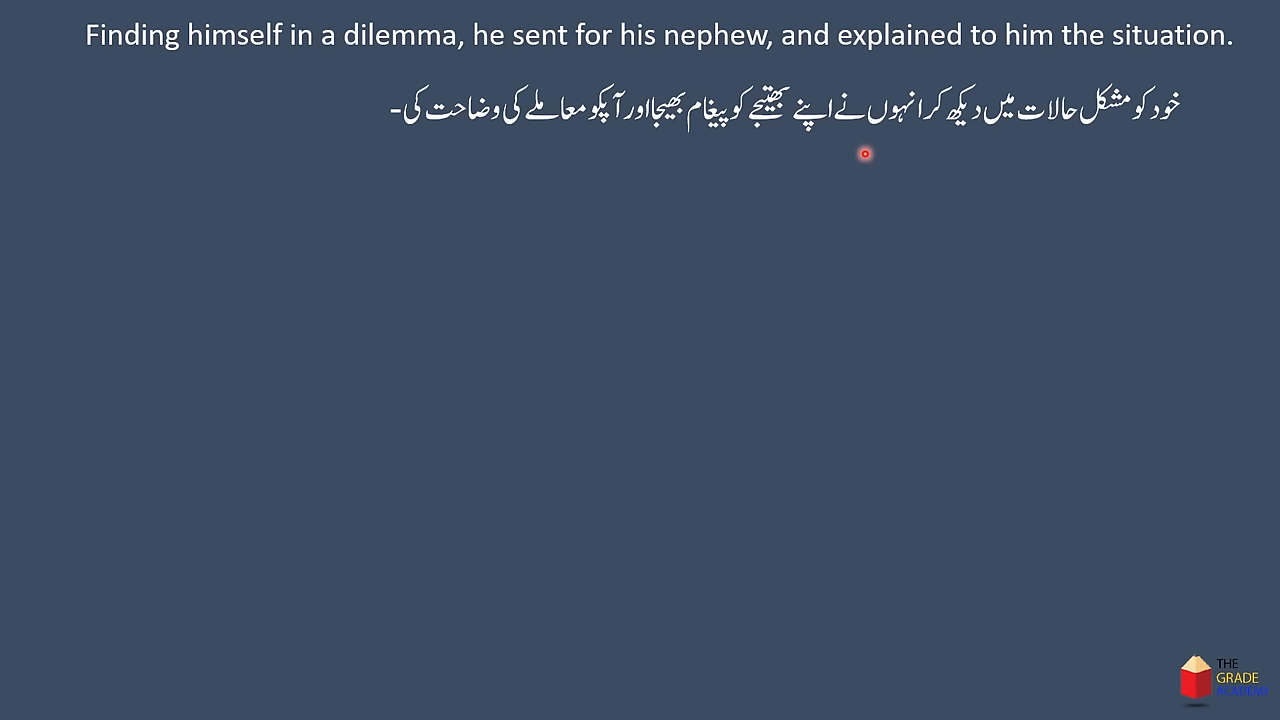 Finding himself in a dilemma, he sent for his nephew, and explained to him the situation.
خود کو مشکل حالات میں دیکھ کر انہوں نے اپنے بھتیجے کو پیغام بھیجا اور آپکو معاملے کی وضاحت کی-
THE
GRADE
ACADEMY